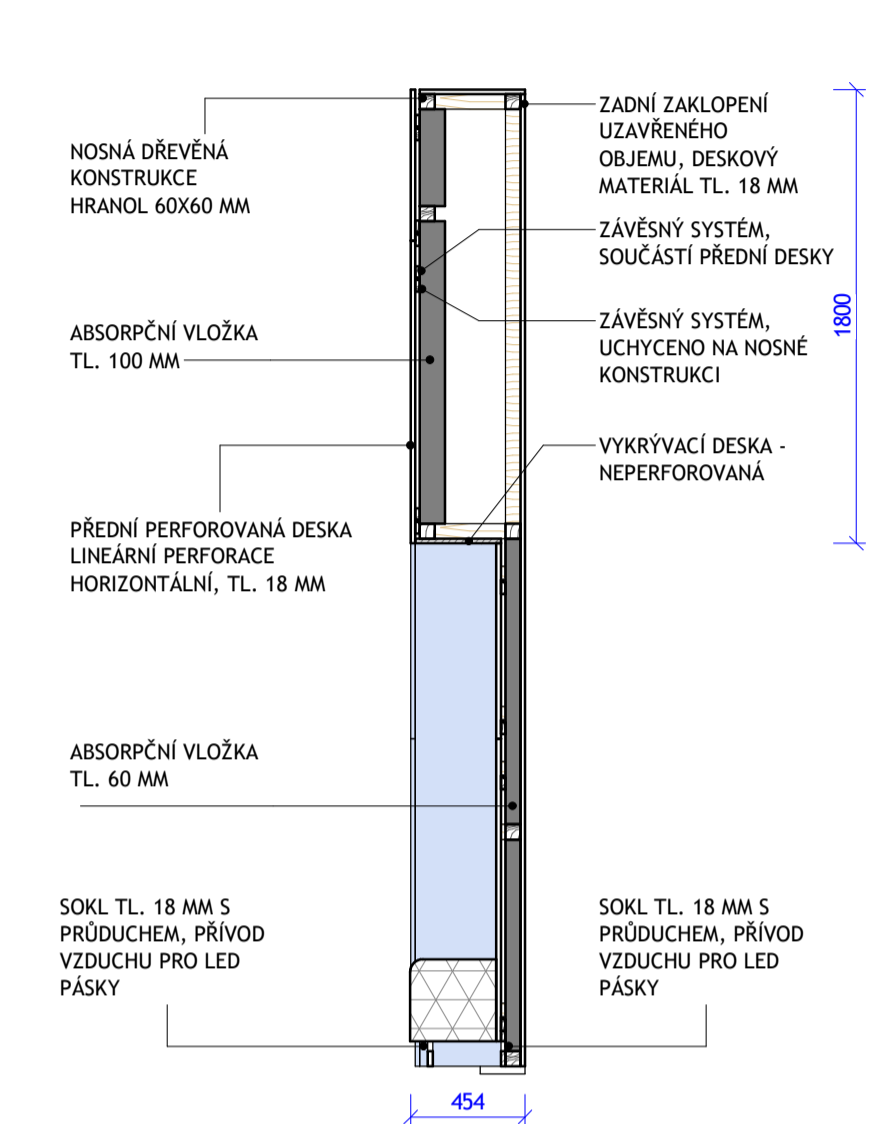 NOSNÁ DŘEVĚNÁ
KONSTRUKCE
HRANOL 60X60 MM
ABSORPČNÍ VLOŽKA
TL. 100 MM
PŘEDNÍ PERFOROVANÁ DESKA
LINEÁRNÍ PERFORACE
HORIZONTÁLNÍ, TL. 18 MM
ABSORPČNÍ VLOŽKA
TL. 60 MM
SOKL TL. 18 MM S
PRŮDUCHEM, PŘÍVOD
VZDUCHU PRO LED
PÁSKY
ZADNÍ ZAKLOPENÍ
UZAVŘENÉHO
OBJEMU, DESKOVÝ
MATERIÁL TL. 18 MM
ZÁVĚSNÝ SYSTÉM,
SOUČÁSTÍ PŘEDNÍ DESKY
ZÁVĚSNÝ SYSTÉM,
UCHYCENO NA NOSNÉ
KONSTRUKCI
VYKRÝVACÍ DESKA -
NEPERFOROVANÁ
SOKL TL. 18 MM S
PRŮDUCHEM, PŘÍVOD
VZDUCHU PRO LED
PÁSKY
1800
454